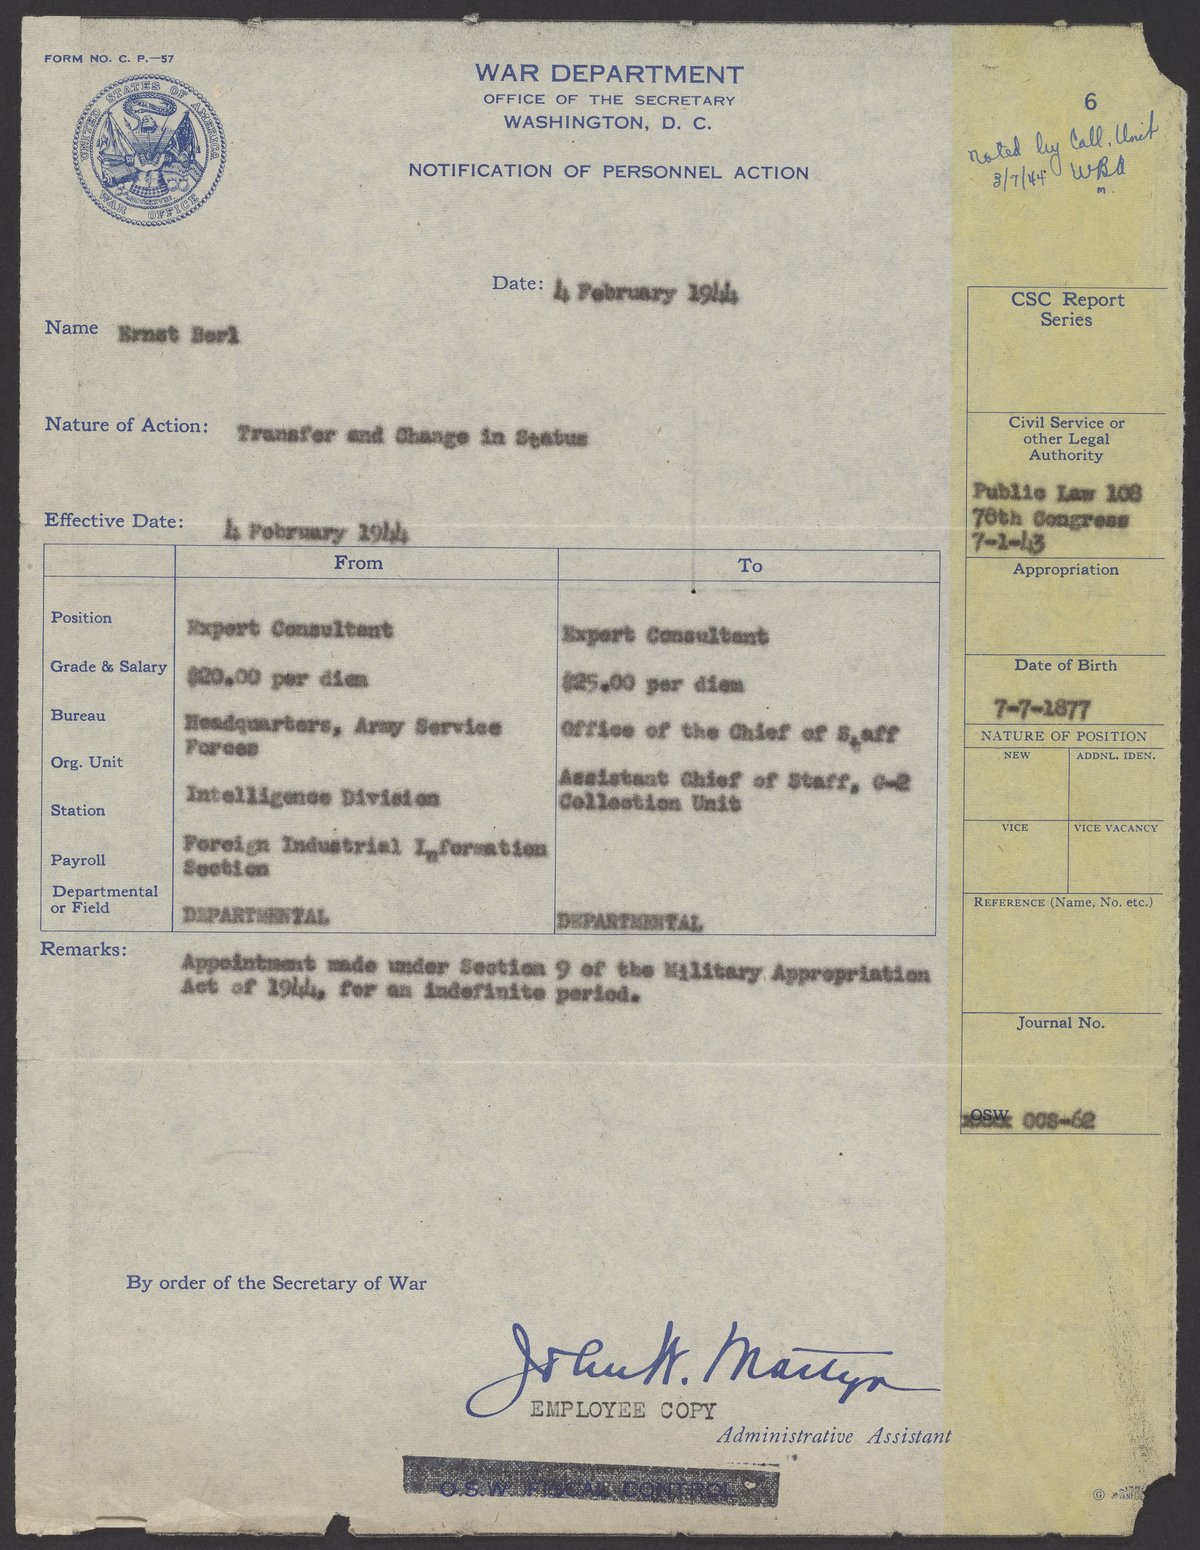 FORM NO. C. P.—57
UNITED STATES OF AMERICA
WAR OFFICE
WAR DEPARTMENT
OFFICE OF THE SECRETARY
WASHINGTON, D. C.
NOTIFICATION OF PERSONNEL ACTION
6
noted by Coll. Unit
3/7/44 WBA
m.
Date: 4 February 1944
Name Ernst Berl
Nature of Action: Transfer and Change in Status
Effective Date: 4 February 1944
From To
Position Expert Consultant Expert Consultant
Grade & Salary $20.00 per diem $25.00 per diem
Bureau Headquarters, Army Service Office of the Chief of Staff
Forces
Org. Unit Assistant Chief of Staff, G-2
Intelligence Division Collection Unit
Station
Foreign Industrial Information
Payroll Section
Departmental
or Field DEPARTMENTAL DEPARTMENTAL
Remarks:
Appointment made under Section 9 of the Military Appropriation
Act of 1944, for an indefinite period.
CSC Report
Series
Civil Service or
other Legal
Authority
Public Law 108
78th Congress
7-1-43
Appropriation
Date of Birth
7-7-1877
NATURE OF POSITION
NEW ADDNL. IDEN.
VICE VICE VACANCY
REFERENCE (Name, No. etc.)
Journal No.
OSW OCS-62
By order of the Secretary of War
John W. Martyn
EMPLOYEE COPY
Administrative Assistant
O.S.W. FISCAL CONTROL